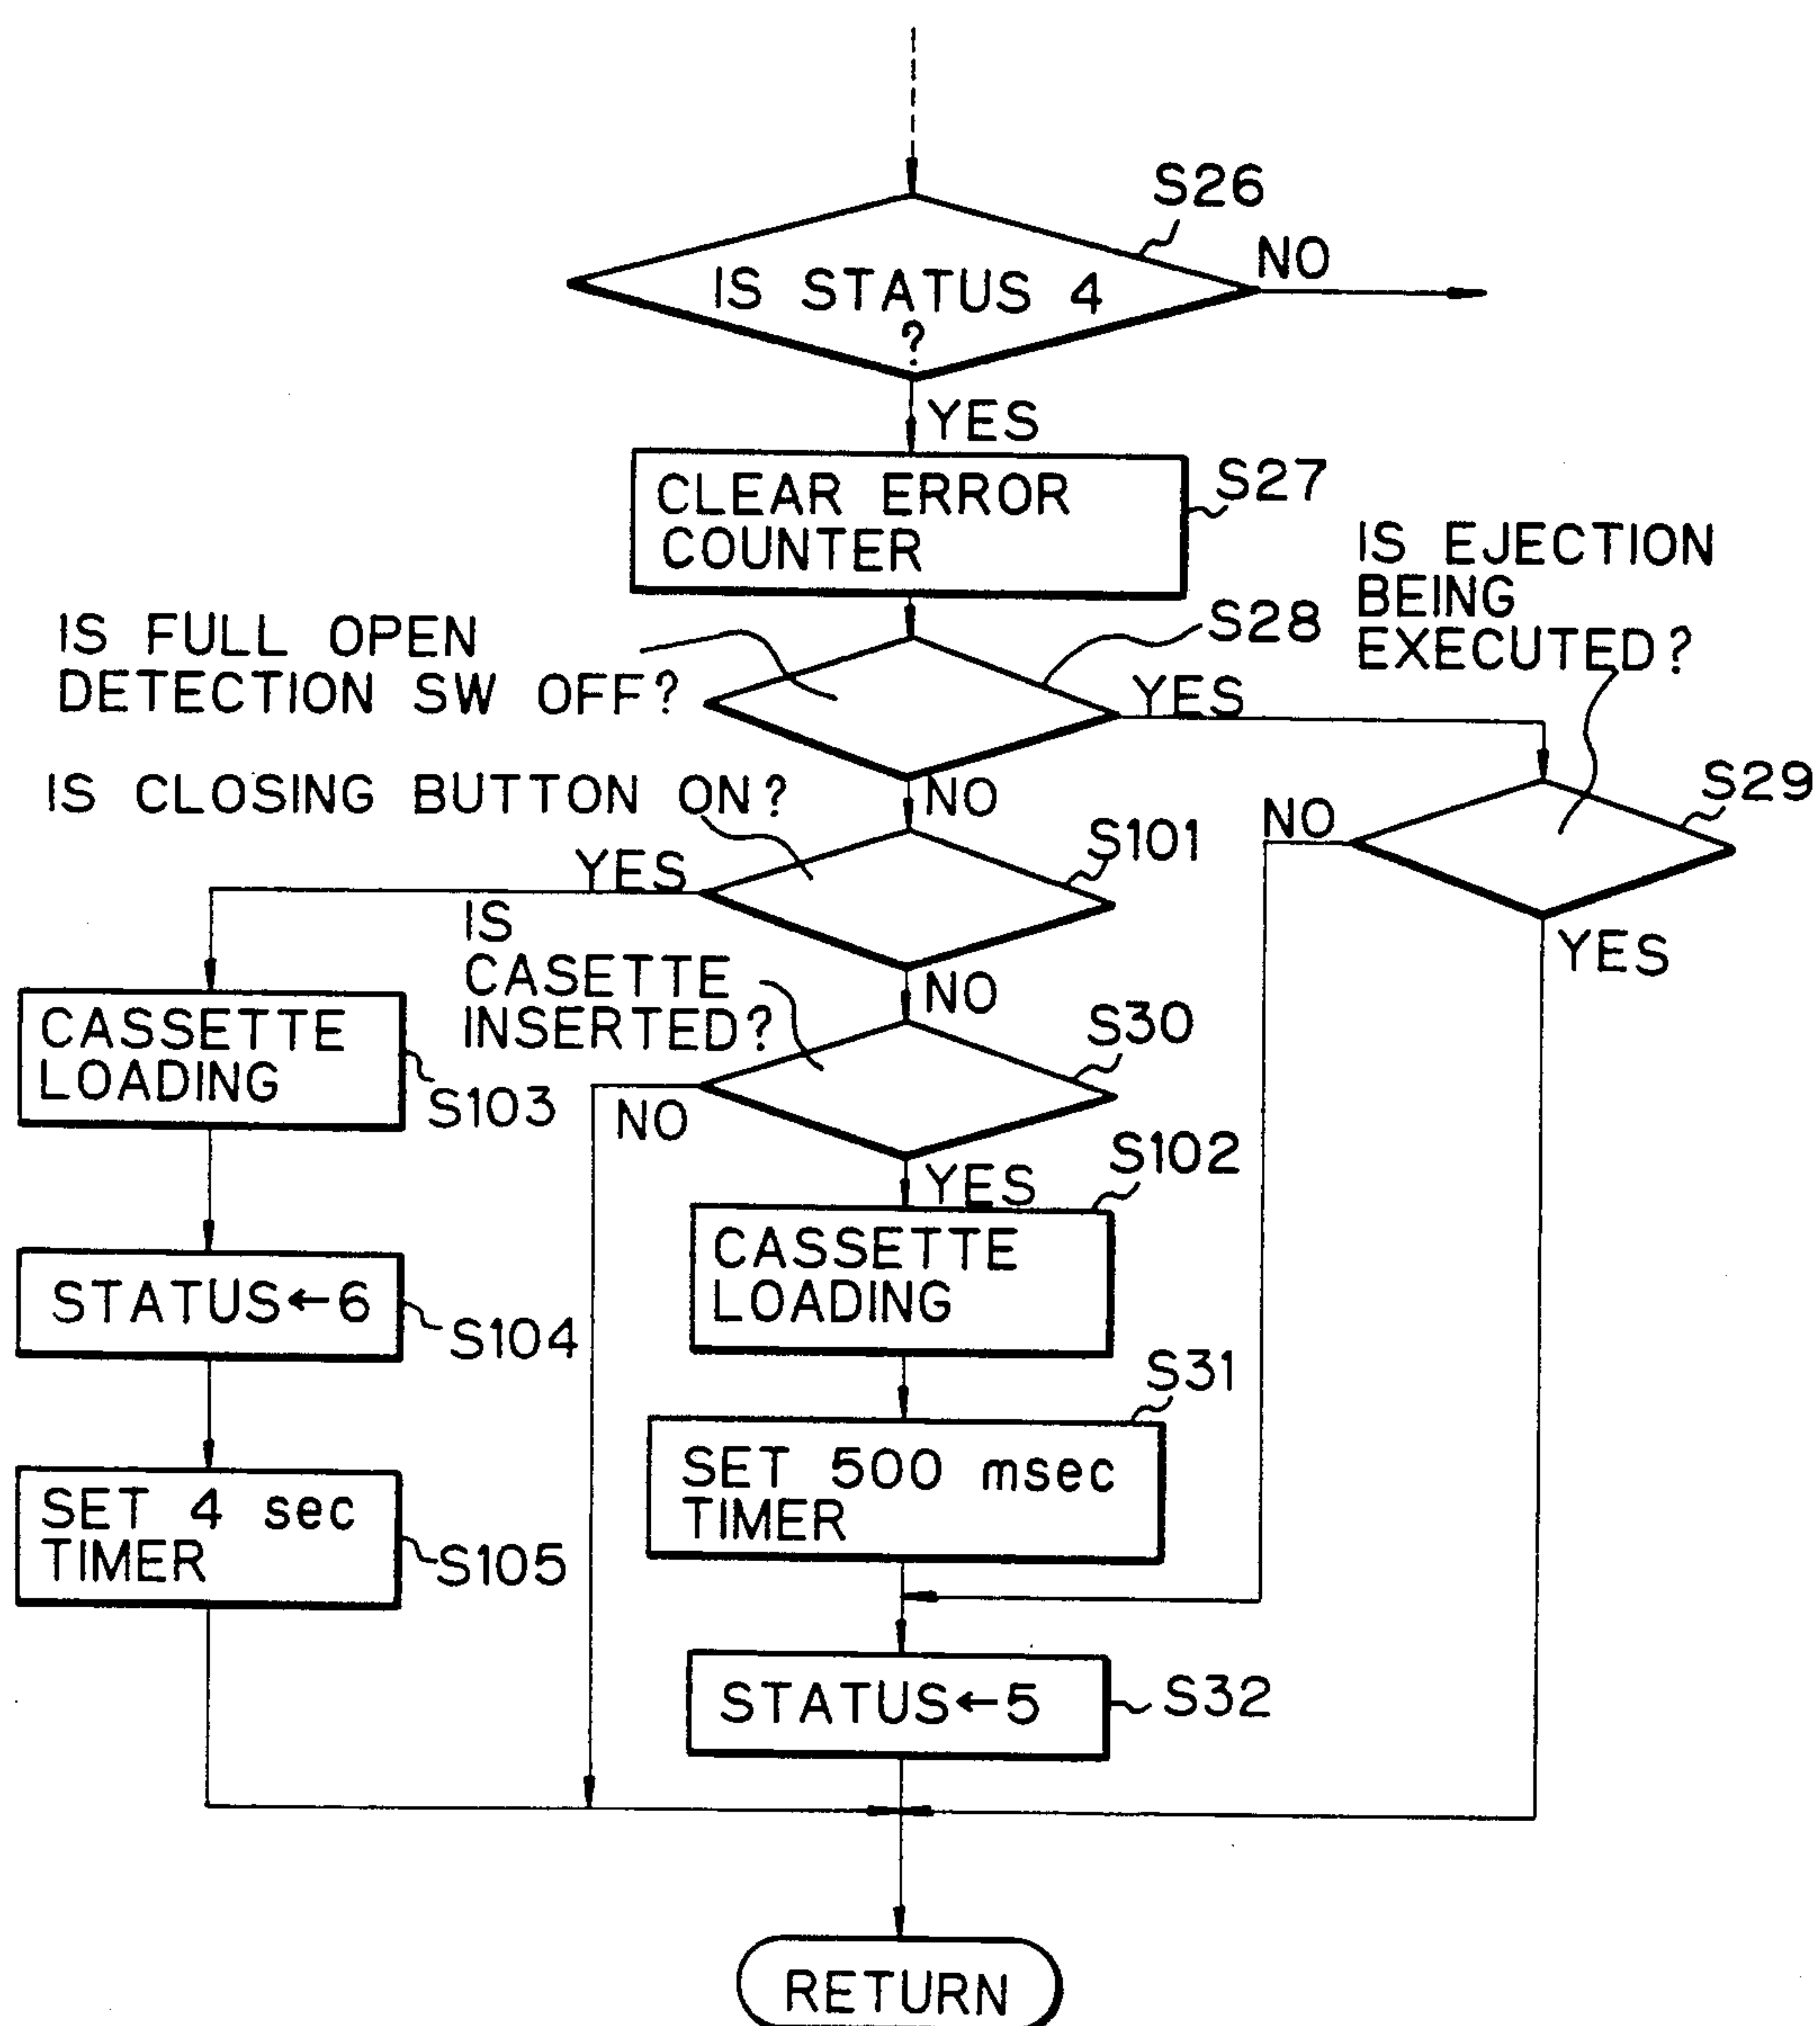 S26
IS STATUS 4
?
NO
YES
CLEAR ERROR
COUNTER
S27
IS EJECTION
BEING
EXECUTED?
IS FULL OPEN
DETECTION SW OFF?
S28
YES
NO
IS CLOSING BUTTON ON?
S29
NO
YES
S101
YES
NO
IS
CASETTE
INSERTED?
S30
NO
YES
CASSETTE
LOADING
S103
S102
CASSETTE
LOADING
STATUS←6
S104
S31
SET 500 msec
TIMER
SET 4 sec
TIMER
S105
STATUS←5
S32
RETURN